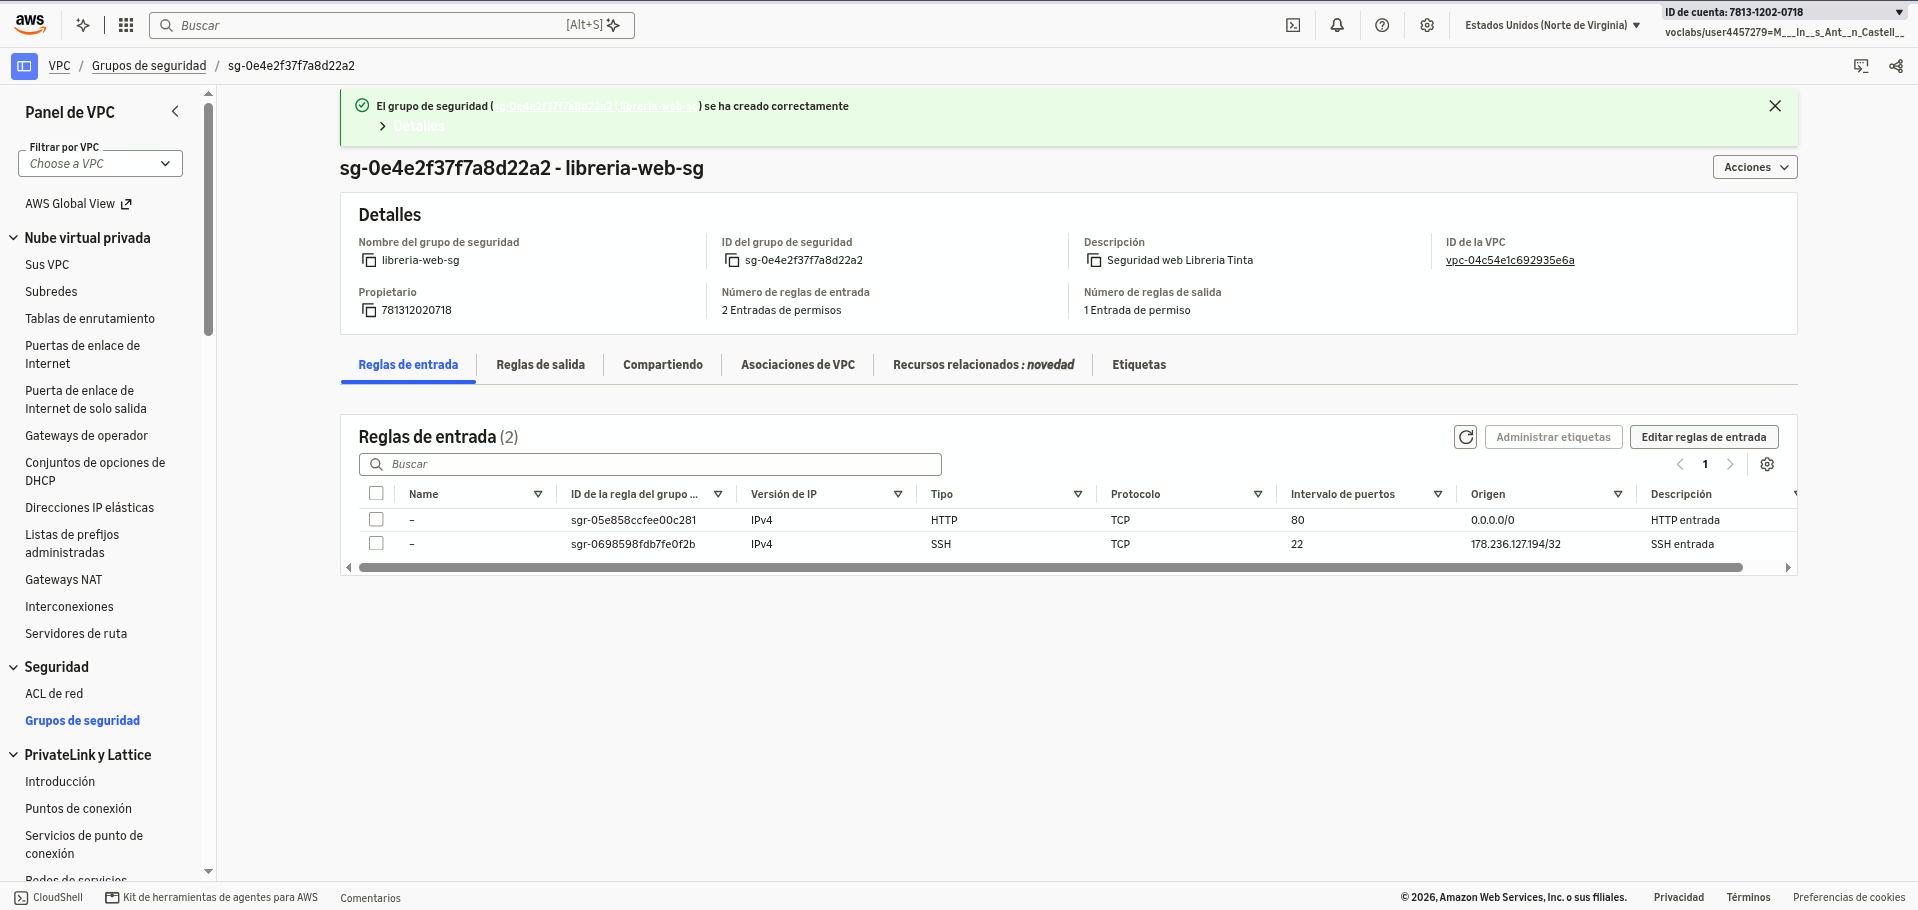 aws
Buscar
[Alt+S]
Estados Unidos (Norte de Virginia)
ID de cuenta: 7813-1202-0718
voclabs/user4457279=M___In__s_Ant__n_Castell__
VPC / Grupos de seguridad / sg-0e4e2f37f7a8d22a2
Panel de VPC
Filtrar por VPC
Choose a VPC
AWS Global View
Nube virtual privada
Sus VPC
Subredes
Tablas de enrutamiento
Puertas de enlace de
Internet
Puerta de enlace de
Internet de solo salida
Gateways de operador
Conjuntos de opciones de
DHCP
Direcciones IP elásticas
Listas de prefijos
administradas
Gateways NAT
Interconexiones
Servidores de ruta
Seguridad
ACL de red
Grupos de seguridad
PrivateLink y Lattice
Introducción
Puntos de conexión
Servicios de punto de
conexión
Redes de servicios
El grupo de seguridad (sg-0e4e2f37f7a8d22a2 | libreria-web-sg) se ha creado correctamente
Detalles
sg-0e4e2f37f7a8d22a2 - libreria-web-sg
Acciones
Detalles
Nombre del grupo de seguridad
libreria-web-sg
ID del grupo de seguridad
sg-0e4e2f37f7a8d22a2
Descripción
Seguridad web Libreria Tinta
ID de la VPC
vpc-04c54e1c692935e6a
Propietario
781312020718
Número de reglas de entrada
2 Entradas de permisos
Número de reglas de salida
1 Entrada de permiso
Reglas de entrada
Reglas de salida
Compartiendo
Asociaciones de VPC
Recursos relacionados : novedad
Etiquetas
Reglas de entrada (2)
Administrar etiquetas
Editar reglas de entrada
Buscar
1
Name ID de la regla del grupo ... Versión de IP Tipo Protocolo Intervalo de puertos Origen Descripción
– sgr-05e858ccfee00c281 IPv4 HTTP TCP 80 0.0.0.0/0 HTTP entrada
– sgr-0698598fdb7fe0f2b IPv4 SSH TCP 22 178.236.127.194/32 SSH entrada
CloudShell
Kit de herramientas de agentes para AWS
Comentarios
© 2026, Amazon Web Services, Inc. o sus filiales.
Privacidad
Términos
Preferencias de cookies